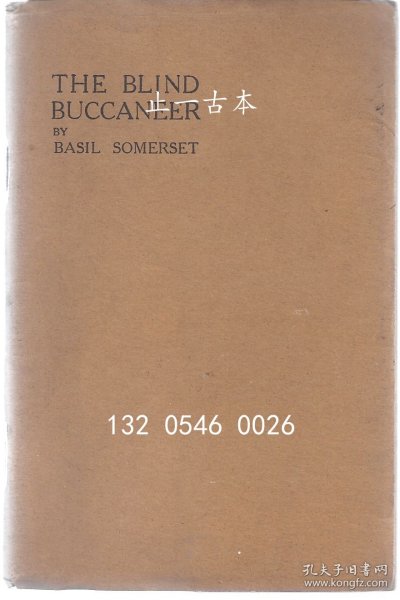 THE BLIND
BUCCANEER
止一古本
BY
BASIL SOMERSET
132 0546 0026
孔夫子旧书网
www.kongfz.com